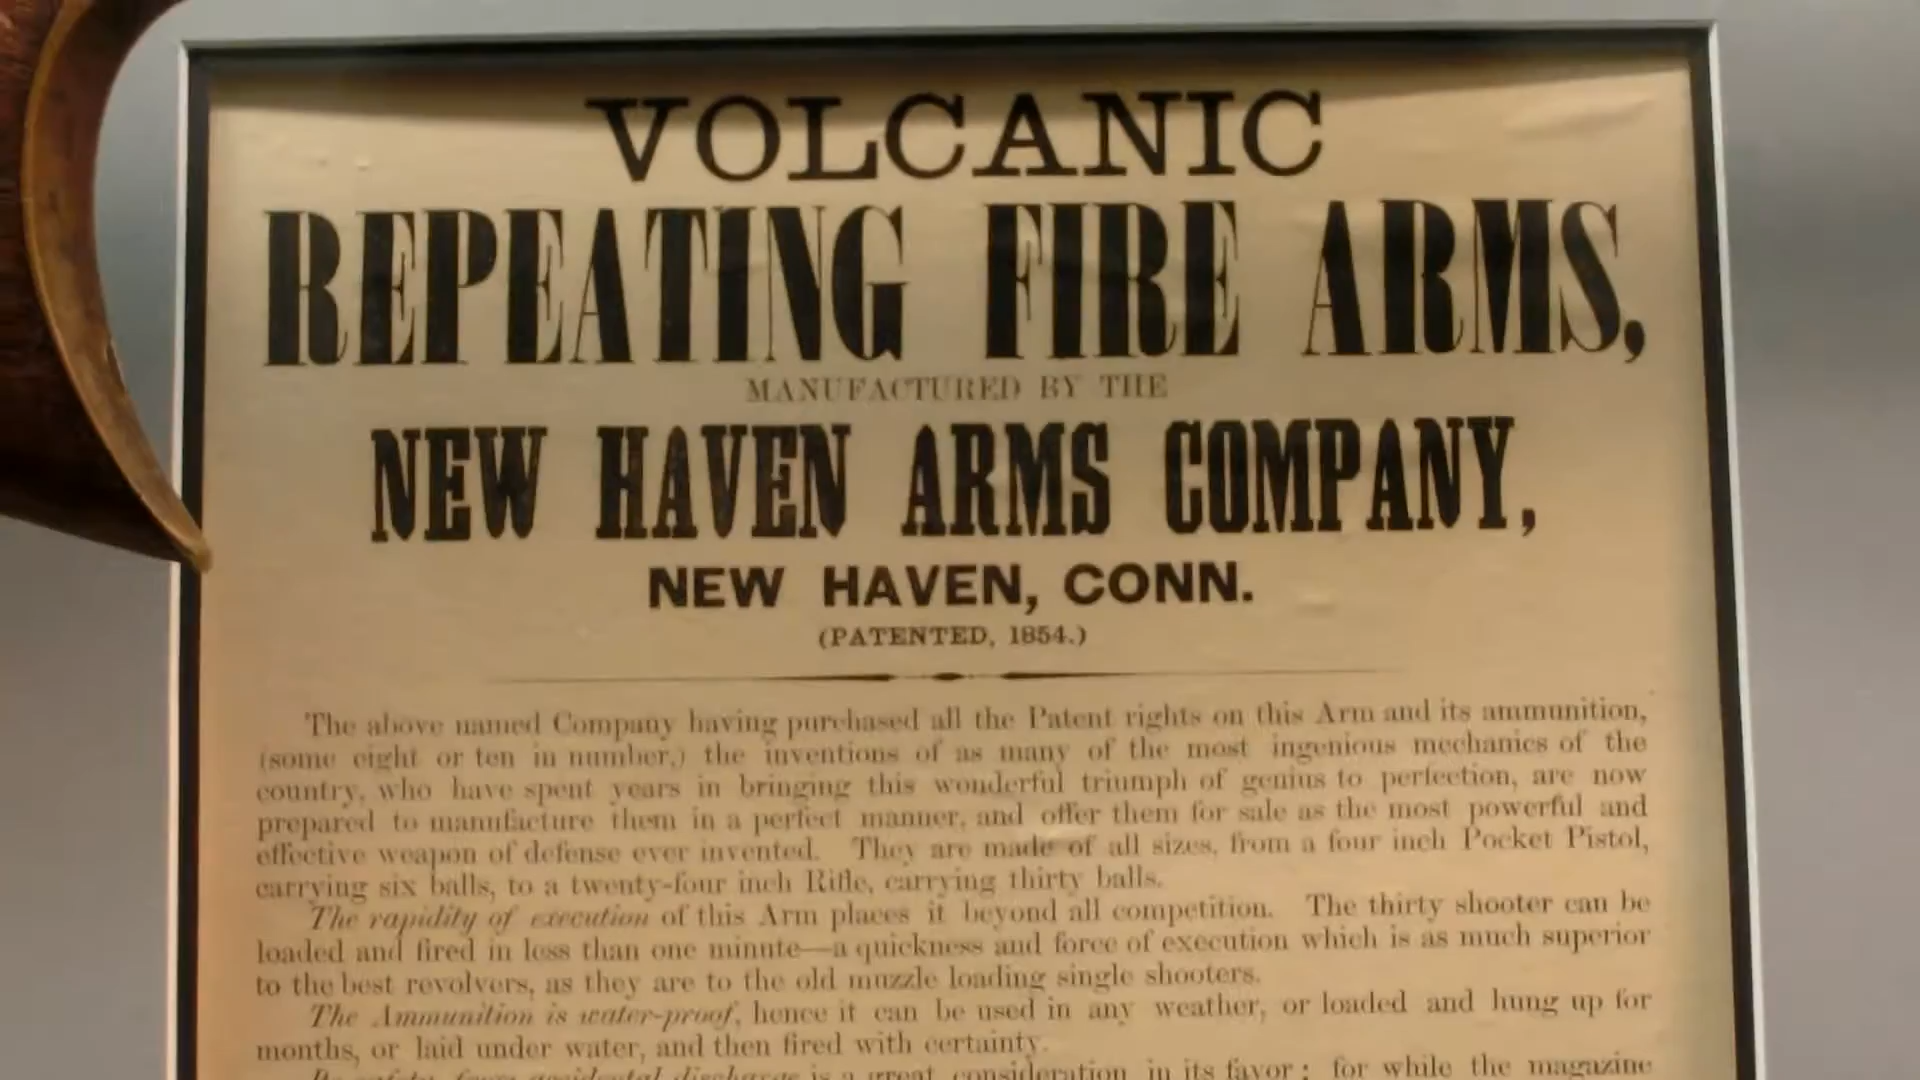 VOLCANIC
REPEATING FIRE ARMS,
MANUFACTURED BY THE
NEW HAVEN ARMS COMPANY,
NEW HAVEN, CONN.
(PATENTED, 1854.)
The above named Company having purchased all the Patent rights on this Arm and its ammunition,
(some eight or ten in number,) the inventions of as many of the most ingenious mechanics of the
country, who have spent years in bringing this wonderful triumph of genius to perfection, are now
prepared to manufacture them in a perfect manner, and offer them for sale as the most powerful and
effective weapon of defense ever invented. They are made of all sizes, from a four inch Pocket Pistol,
carrying six balls, to a twenty-four inch Rifle, carrying thirty balls.
The rapidity of execution of this Arm places it beyond all competition. The thirty shooter can be
loaded and fired in less than one minute—a quickness and force of execution which is as much superior
to the best revolvers, as they are to the old muzzle loading single shooters.
The Ammunition is water-proof, hence it can be used in any weather, or loaded and hung up for
months, or laid under water, and then fired with certainty.
Its safety from accidental discharge is a great consideration in its favor; for while the magazine